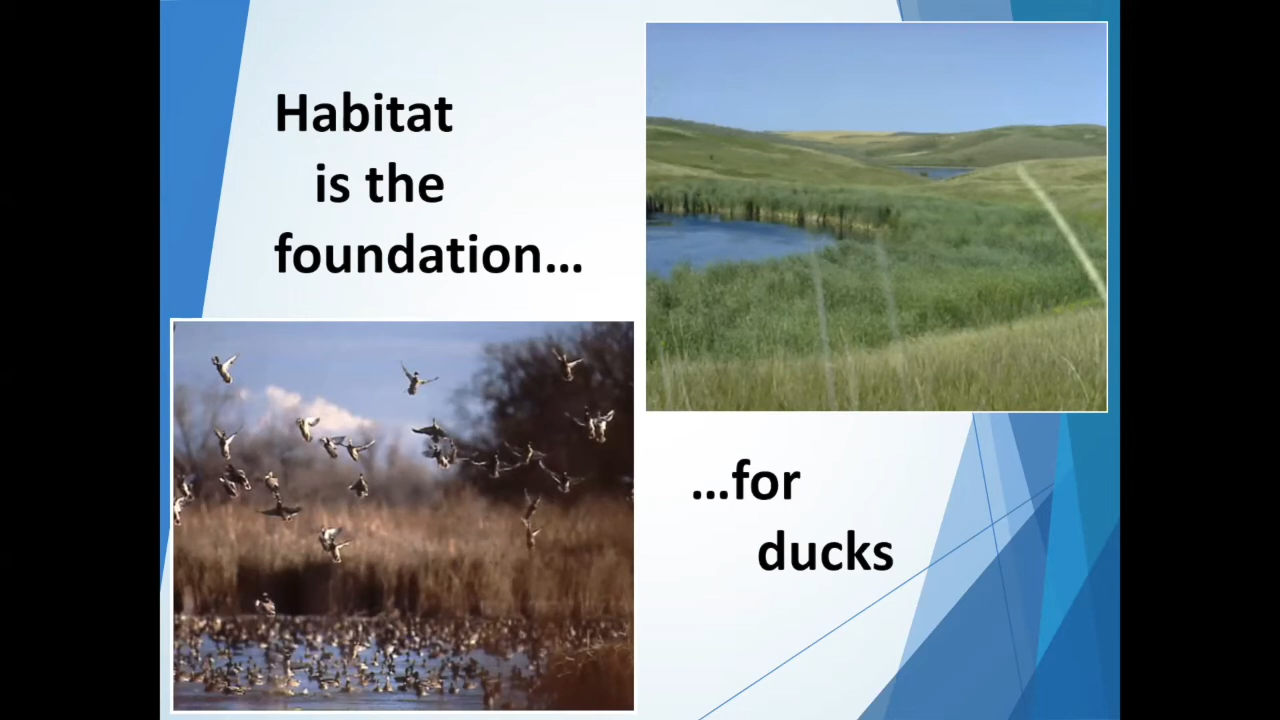 Habitat
is the
foundation...
...for
ducks